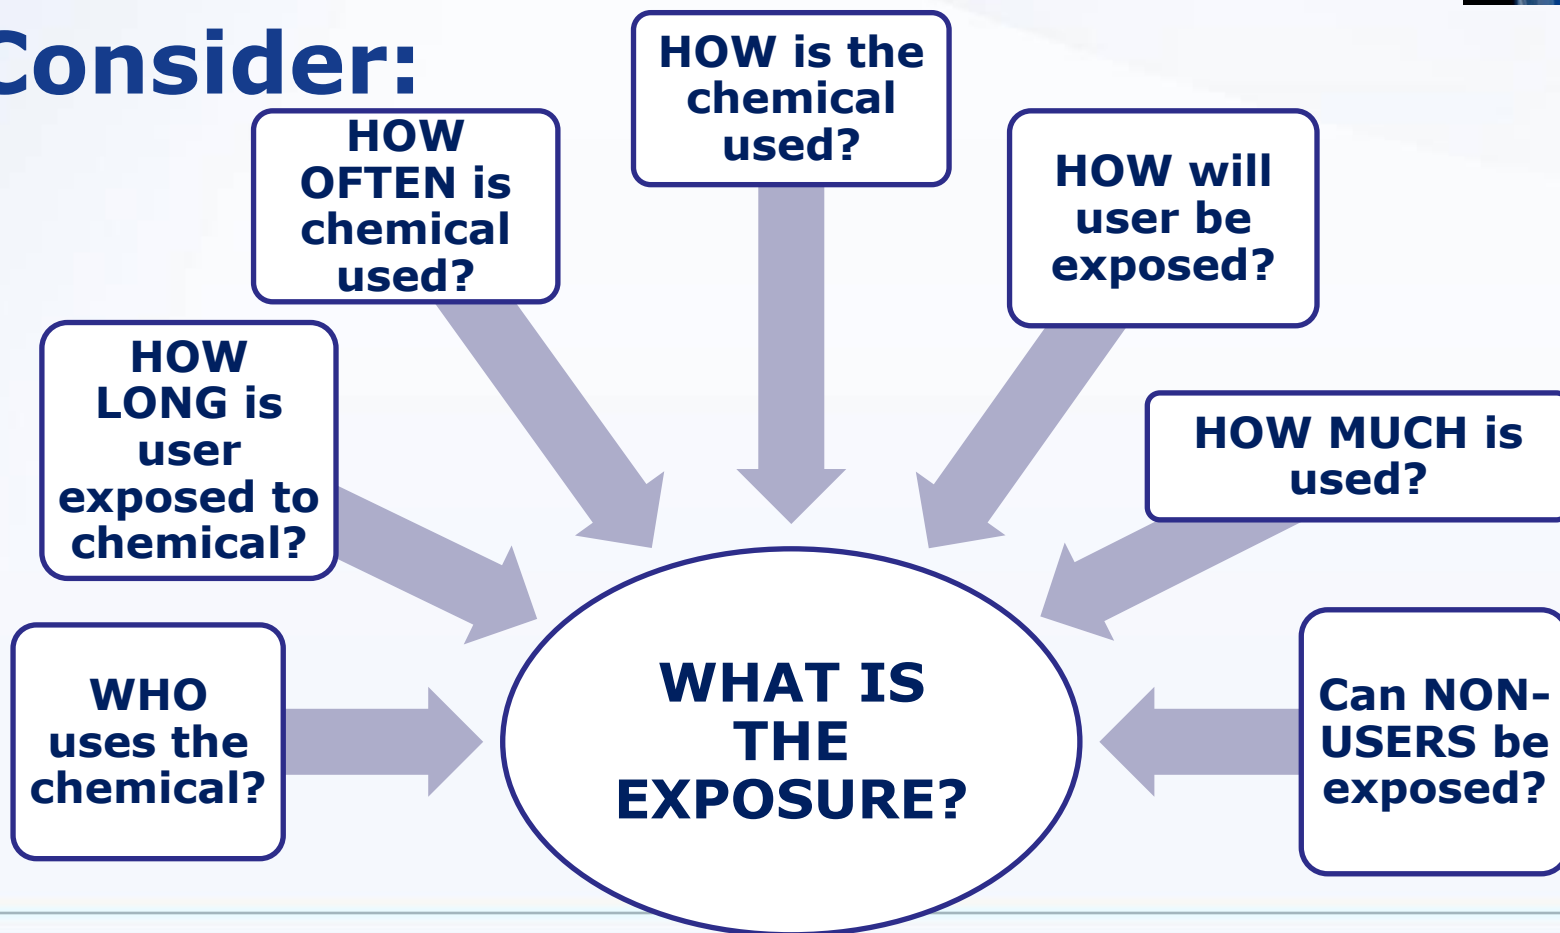 Consider:
HOW is the
chemical
used?
HOW
OFTEN is
chemical
used?
HOW will
user be
exposed?
HOW
LONG is
user
exposed to
chemical?
HOW MUCH is
used?
WHO
uses the
chemical?
WHAT IS
THE
EXPOSURE?
Can NON-
USERS be
exposed?